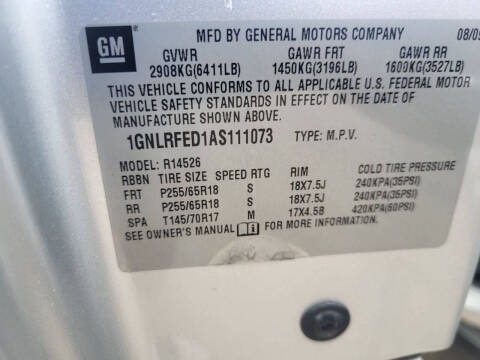 GM
MFD BY GENERAL MOTORS COMPANY 08/09
GVWR GAWR FRT GAWR RR
2908KG(6411LB) 1450KG(3196LB) 1600KG(3527LB)
THIS VEHICLE CONFORMS TO ALL APPLICABLE U.S. FEDERAL MOTOR
VEHICLE SAFETY STANDARDS IN EFFECT ON THE DATE OF
MANUFACTURE SHOWN ABOVE.
1GNLRFED1AS111073 TYPE: M.P.V.
MODEL: R14526
RBBN TIRE SIZE SPEED RTG RIM COLD TIRE PRESSURE
FRT P255/65R18 S 18X7.5J 240KPA(35PSI)
RR P255/65R18 S 18X7.5J 240KPA(35PSI)
SPA T145/70R17 M 17X4.5B 420KPA(60PSI)
SEE OWNER'S MANUAL FOR MORE INFORMATION.